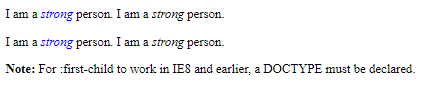 I am a strong person. I am a strong person.
I am a strong person. I am a strong person.
Note: For :first-child to work in IE8 and earlier, a DOCTYPE must be declared.